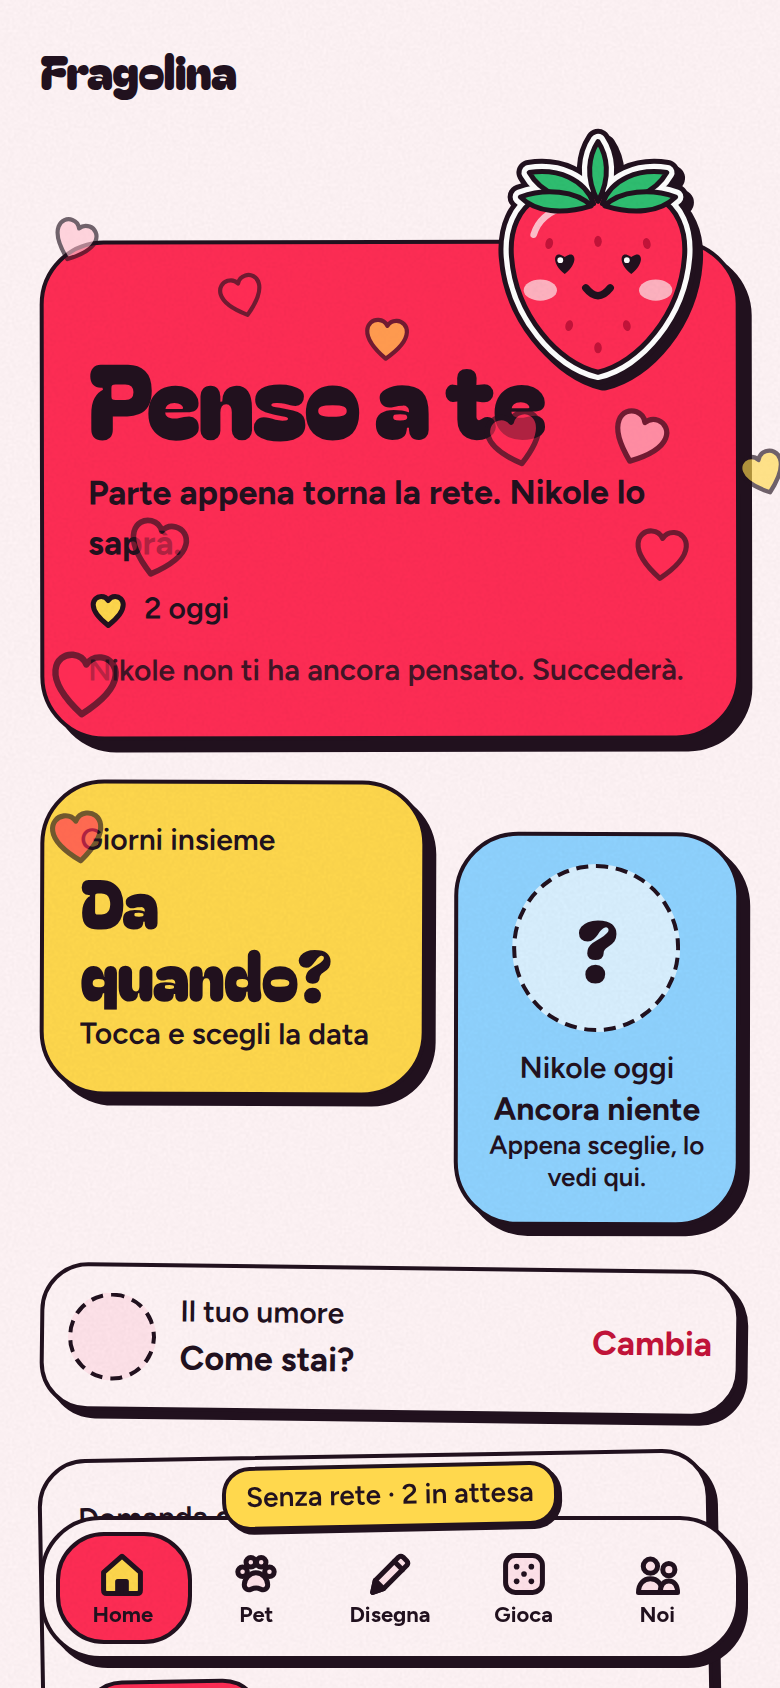 Fragolina
Penso a te
Parte appena torna la rete. Nikole lo
saprà.
2 oggi
Nikole non ti ha ancora pensato. Succederà.
Giorni insieme
Da
quando?
Tocca e scegli la data
?
Nikole oggi
Ancora niente
Appena sceglie, lo
vedi qui.
Il tuo umore
Come stai?
Cambia
Domanda
Senza rete · 2 in attesa
Home
Pet
Disegna
Gioca
Noi